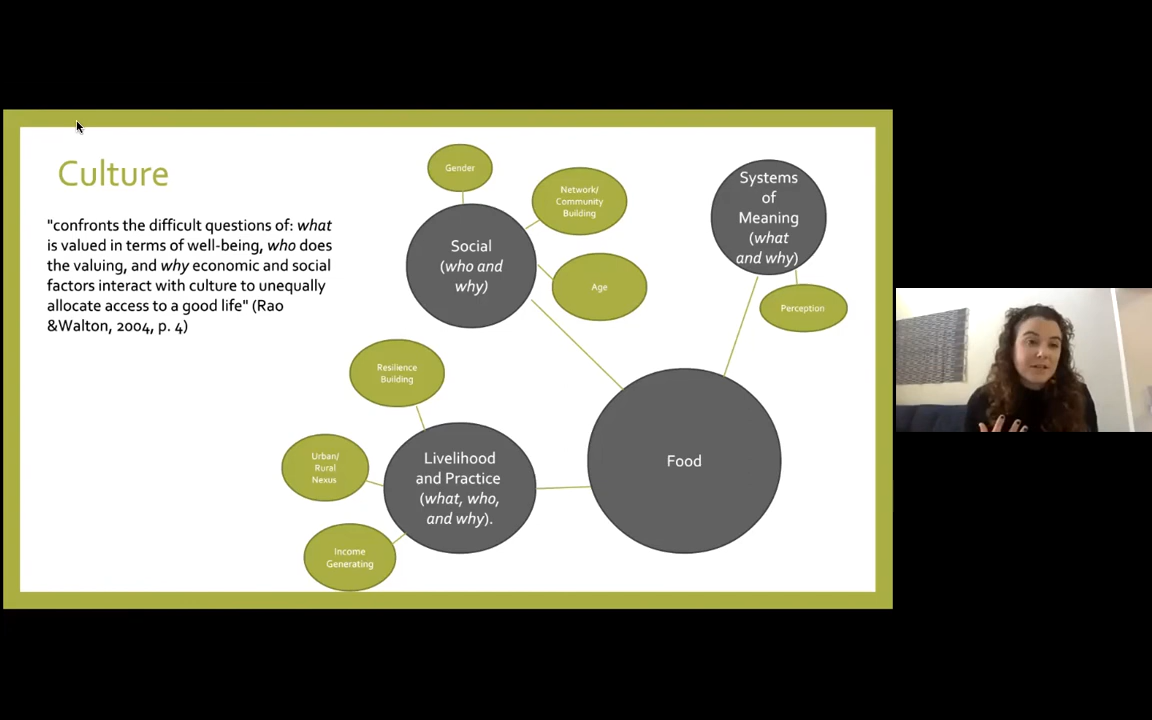 Culture
"confronts the difficult questions of: what
is valued in terms of well-being, who does
the valuing, and why economic and social
factors interact with culture to unequally
allocate access to a good life" (Rao
&Walton, 2004, p. 4)
Gender
Network/
Community
Building
Social
(who and
why)
Age
Systems
of
Meaning
(what
and why)
Perception
Resilience
Building
Urban/
Rural
Nexus
Livelihood
and Practice
(what, who,
and why).
Income
Generating
Food